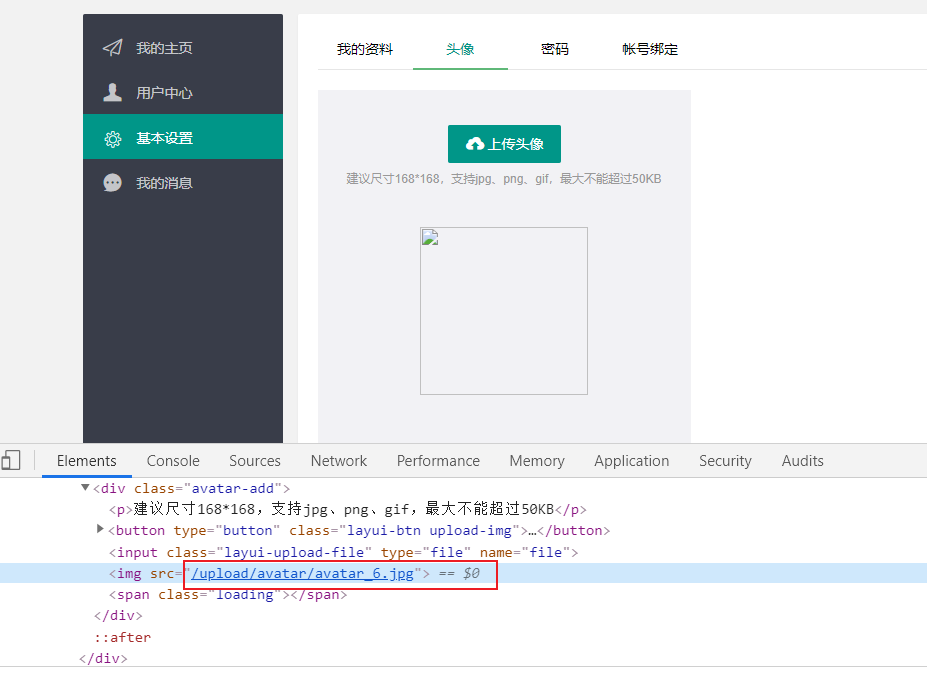 我的主页
用户中心
基本设置
我的消息
我的资料 头像 密码 帐号绑定
上传头像
建议尺寸168*168，支持jpg、png、gif，最大不能超过50KB
Elements Console Sources Network Performance Memory Application Security Audits
<div class="avatar-add">
<p>建议尺寸168*168，支持jpg、png、gif，最大不能超过50KB</p>
<button type="button" class="layui-btn upload-img">…</button>
<input class="layui-upload-file" type="file" name="file">
<img src="/upload/avatar/avatar_6.jpg"> == $0
<span class="loading"></span>
</div>
::after
</div>